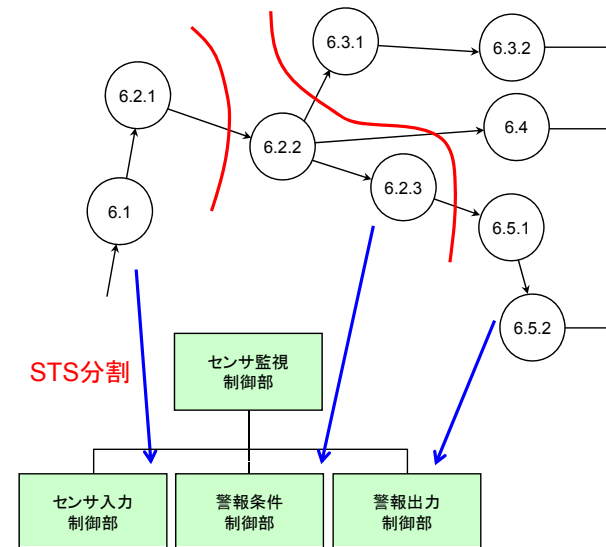 6.3.1
6.3.2
6.2.1
6.4
6.2.2
6.2.3
6.1
6.5.1
6.5.2
STS分割
センサ監視
制御部
センサ入力
制御部
警報条件
制御部
警報出力
制御部